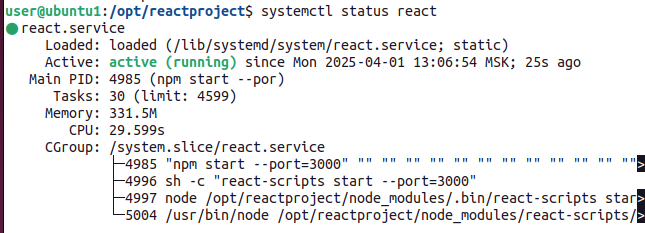 user@ubuntu1:/opt/reactproject$ systemctl status react
● react.service
Loaded: loaded (/lib/systemd/system/react.service; static)
Active: active (running) since Mon 2025-04-01 13:06:54 MSK; 25s ago
Main PID: 4985 (npm start --por)
Tasks: 30 (limit: 4599)
Memory: 331.5M
CPU: 29.599s
CGroup: /system.slice/react.service
├─4985 "npm start --port=3000" "" "" "" "" "" "" "" "" "" "" "" "" "">
├─4996 sh -c "react-scripts start --port=3000"
├─4997 node /opt/reactproject/node_modules/.bin/react-scripts star>
└─5004 /usr/bin/node /opt/reactproject/node_modules/react-scripts/>